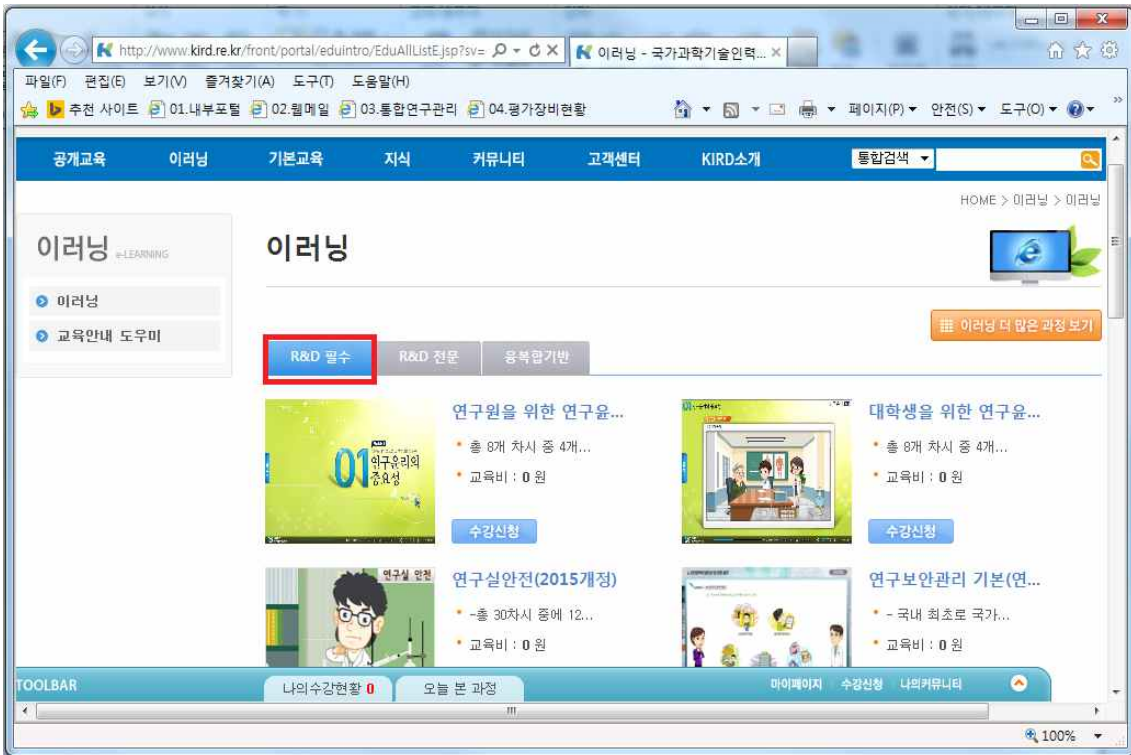 http://www.kird.re.kr/front/portal/eduintro/EduAllListE.jsp?sv=
이러닝 - 국가과학기술인력...
파일(F) 편집(E) 보기(V) 즐겨찾기(A) 도구(T) 도움말(H)
추천 사이트 01.내부포털 02.웹메일 03.통합연구관리 04.평가장비현황 페이지(P) 안전(S) 도구(O)
공개교육 이러닝 기본교육 지식 커뮤니티 고객센터 KIRD소개 통합검색
HOME > 이러닝 > 이러닝
이러닝 e-LEARNING
이러닝
이러닝
교육안내 도우미
이러닝 더 많은 과정 보기
R&D 필수 R&D 전문 융복합기반
01 연구윤리의 중요성
연구원을 위한 연구윤...
총 8개 차시 중 4개...
교육비 : 0 원
수강신청
대학생을 위한 연구윤...
총 8개 차시 중 4개...
교육비 : 0 원
수강신청
연구실 안전
연구실안전(2015개정)
-총 30차시 중에 12...
교육비 : 0 원
연구보안관리 기본(연...
- 국내 최초로 국가...
교육비 : 0 원
TOOLBAR 나의수강현황 0 오늘 본 과정 마이페이지 수강신청 나의커뮤니티
100%